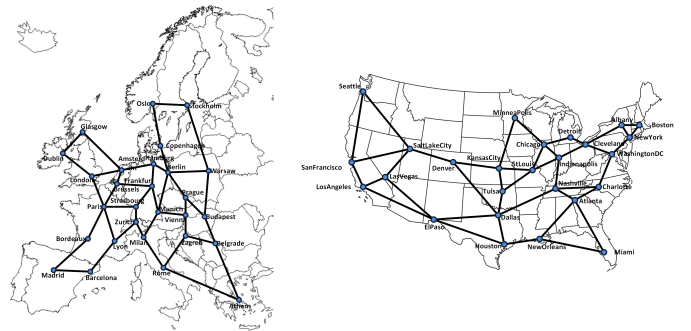 Oslo
Stockholm
Glasgow
Copenhagen
Dublin
Amsterdam
Hamburg
Berlin
Warsaw
London
Brussels
Frankfurt
Prague
Paris
Strasbourg
Munich
Vienna
Budapest
Zurich
Bordeaux
Lyon
Milan
Zagreb
Belgrade
Madrid
Barcelona
Rome
Athens
Seattle
MinneaPolis
Albany
Boston
Detroit
NewYork
Chicago
Cleveland
SaltLakeCity
WashingtonDC
KansasCity
Indianapolis
SanFrancisco
Denver
StLouis
LosAngeles
LayVegas
Tulsa
Nashville
Charlotte
Atlanta
ElPaso
Dallas
Houston
NewOrleans
Miami